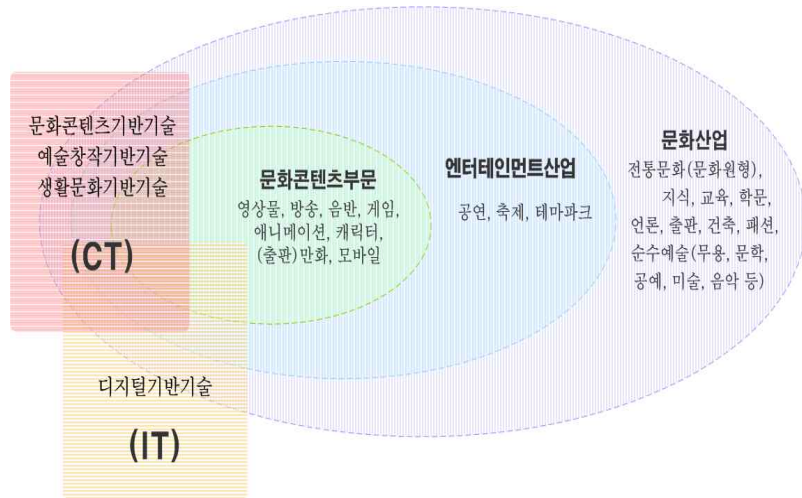 문화콘텐츠기반기술
예술창작기반기술
생활문화기반기술
(CT)
디지털기반기술
(IT)
문화콘텐츠부문
영상물, 방송, 음반, 게임,
애니메이션, 캐릭터,
(출판)만화, 모바일
엔터테인먼트산업
공연, 축제, 테마파크
문화산업
전통문화(문화원형),
지식, 교육, 학문,
언론, 출판, 건축, 패션,
순수예술(무용, 문학,
공예, 미술, 음악 등)